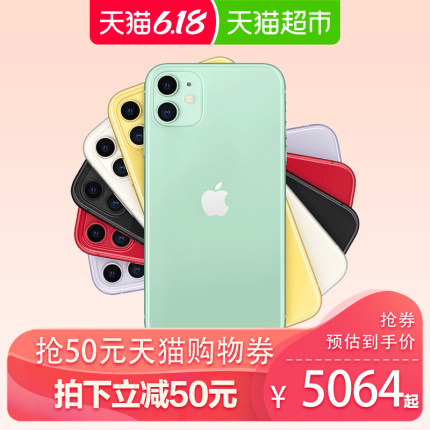 天猫6.18 天猫超市
抢50元天猫购物券
拍下立减50元
抢券
预估到手价
¥ 5064起